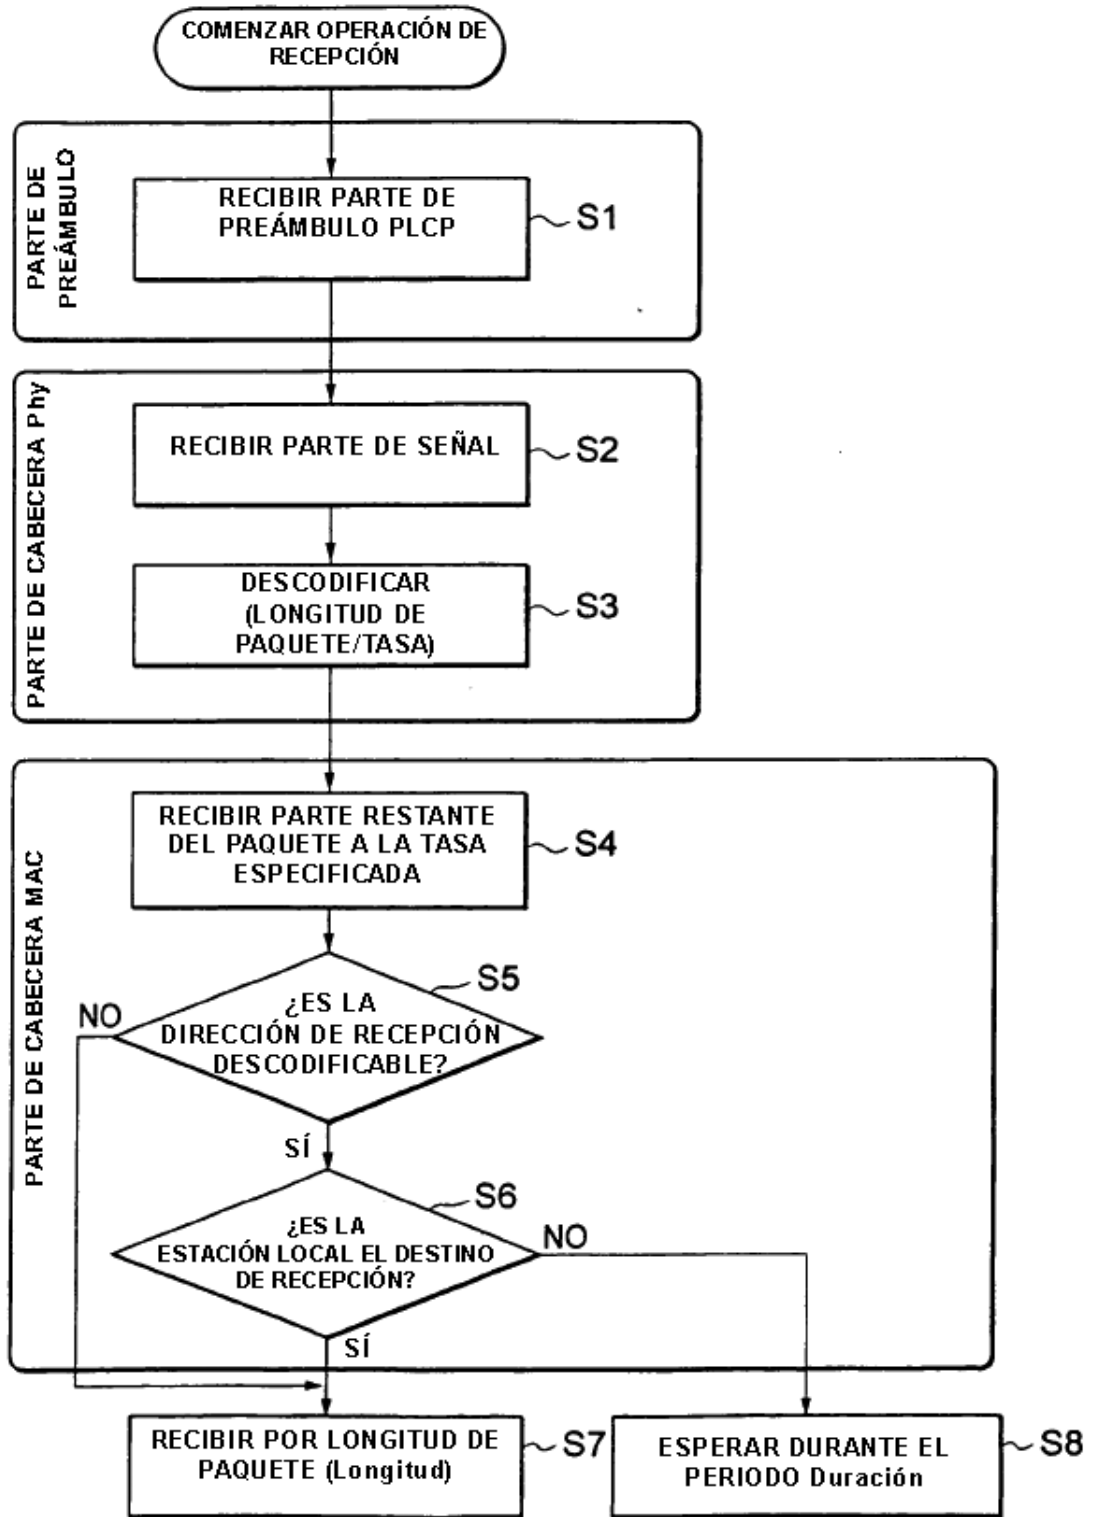 COMENZAR OPERACIÓN DE
RECEPCIÓN
PARTE DE
PREÁMBULO
RECIBIR PARTE DE
PREÁMBULO PLCP
S1
PARTE DE CABECERA Phy
RECIBIR PARTE DE SEÑAL
S2
DESCODIFICAR
(LONGITUD DE
PAQUETE/TASA)
S3
PARTE DE CABECERA MAC
RECIBIR PARTE RESTANTE
DEL PAQUETE A LA TASA
ESPECIFICADA
S4
S5
NO
¿ES LA
DIRECCIÓN DE RECEPCIÓN
DESCODIFICABLE?
SÍ
S6
¿ES LA
ESTACIÓN LOCAL EL DESTINO
DE RECEPCIÓN?
NO
SÍ
RECIBIR POR LONGITUD DE
PAQUETE (Longitud)
S7
ESPERAR DURANTE EL
PERIODO Duración
S8